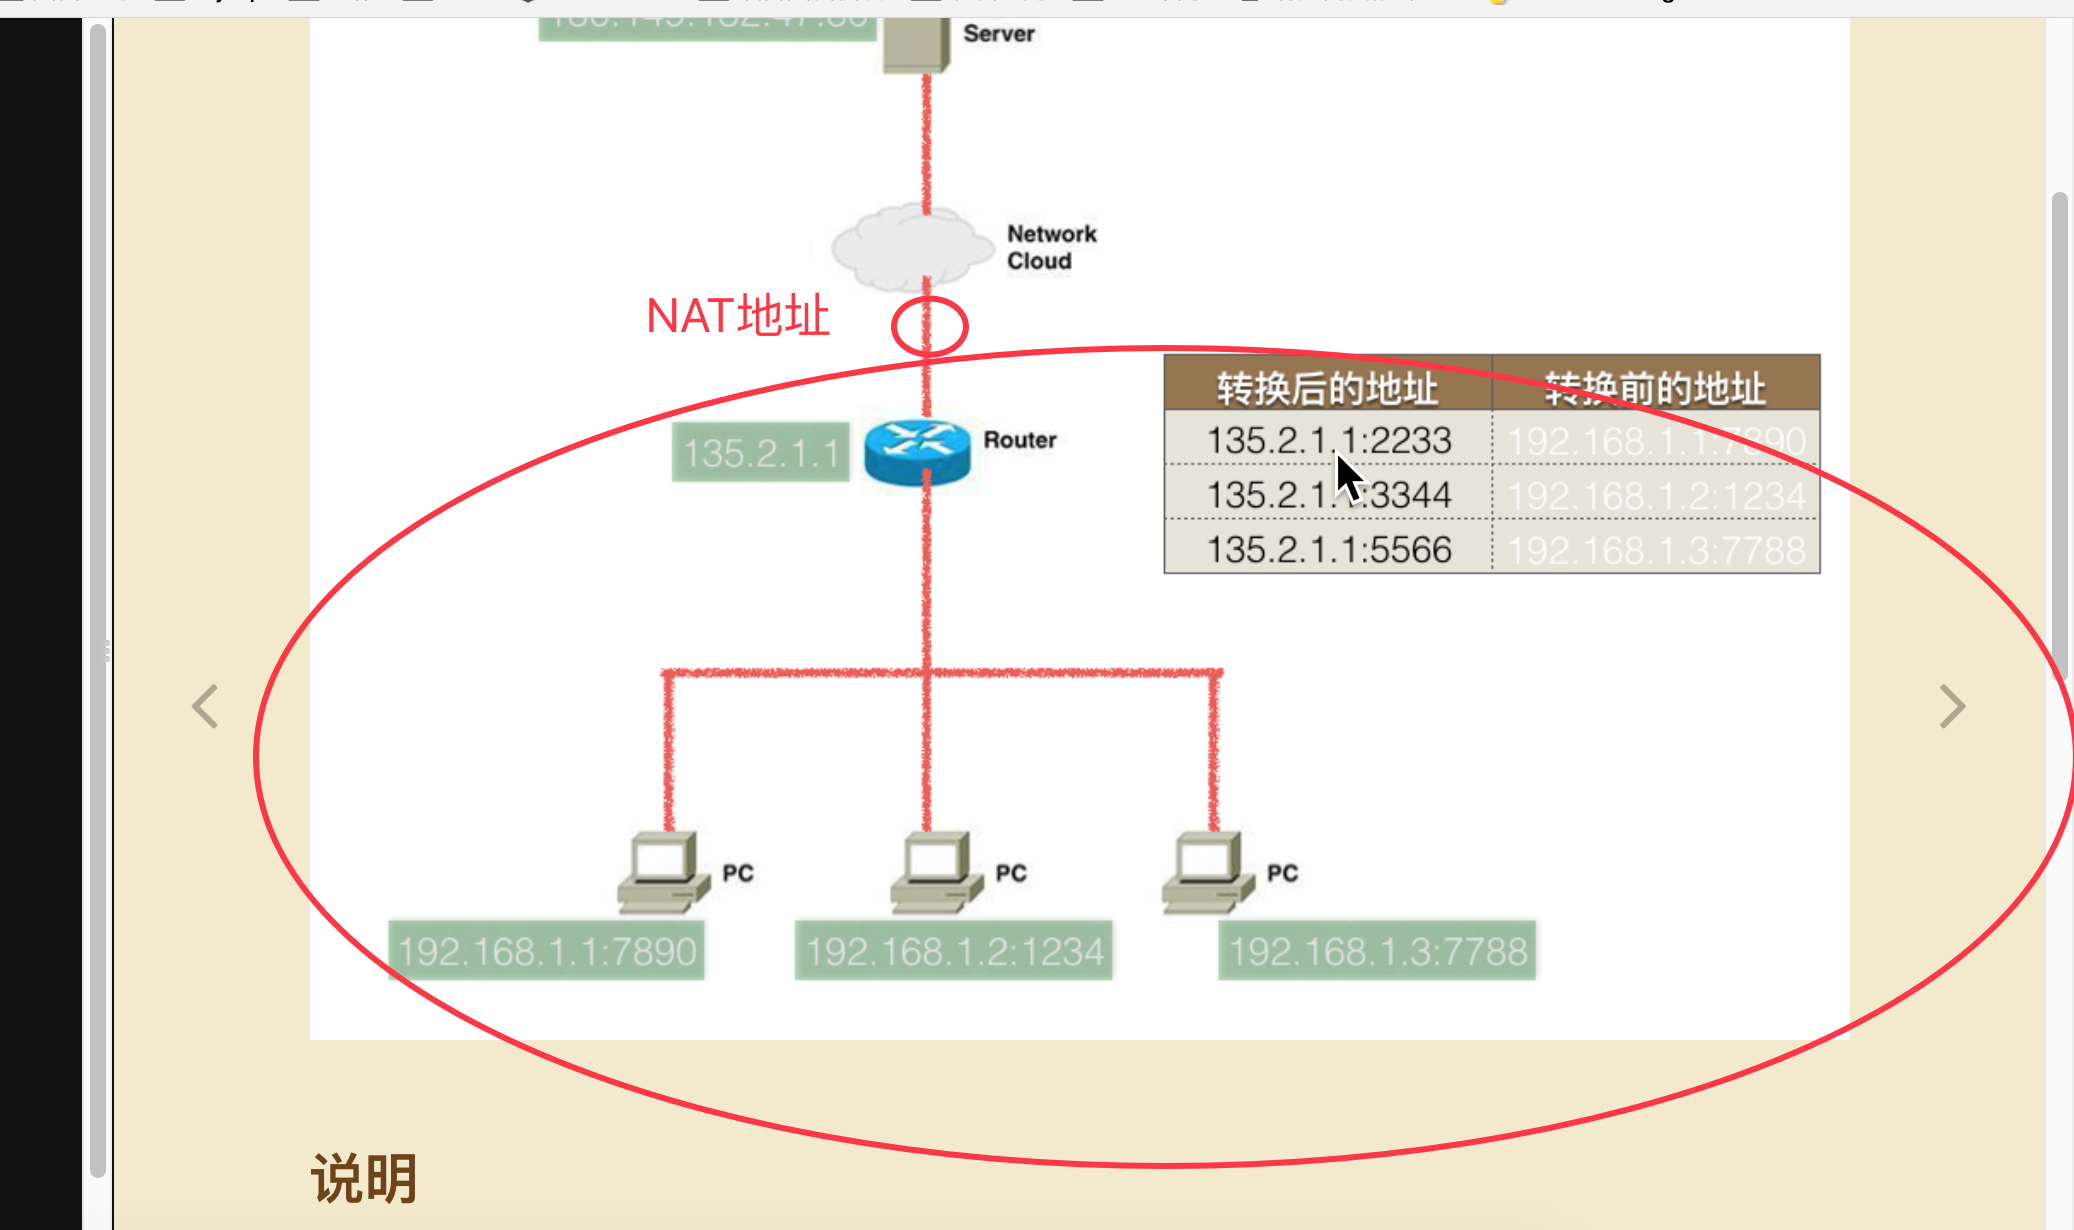 Server
Network
Cloud
NAT地址
转换后的地址 转换前的地址
135.2.1.1 Router 135.2.1.1:2233 192.168.1.1:7890
135.2.1.1:3344 192.168.1.2:1234
135.2.1.1:5566 192.168.1.3:7788
PC PC PC
192.168.1.1:7890 192.168.1.2:1234 192.168.1.3:7788
说明